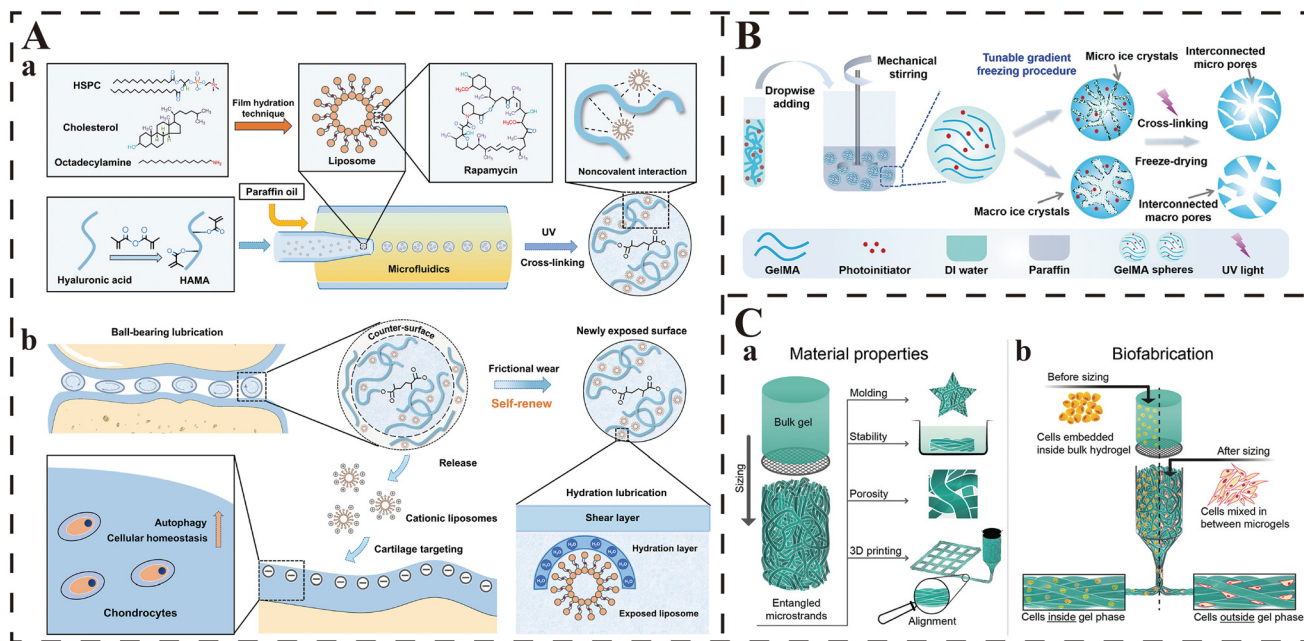 A
a
HSPC
Cholesterol
Octadecylamine
Film hydration
technique
Liposome
Rapamycin
Noncovalent interaction
Hyaluronic acid
HAMA
Paraffin oil
Microfluidics
UV
Cross-linking
b
Ball-bearing lubrication
Counter-surface
Frictional wear
Self-renew
Newly exposed surface
Release
Cationic liposomes
Cartilage targeting
Autophagy
Cellular homeostasis
Chondrocytes
Hydration lubrication
Shear layer
Hydration layer
Exposed liposome
B
Dropwise
adding
Mechanical
stirring
Tunable gradient
freezing procedure
Micro ice crystals
Interconnected
micro pores
Cross-linking
Freeze-drying
Macro ice crystals
Interconnected
macro pores
GelMA
Photoinitiator
DI water
Paraffin
GelMA spheres
UV light
C
a
Material properties
Bulk gel
Sizing
Entangled
microstrands
Molding
Stability
Porosity
3D printing
Alignment
b
Biofabrication
Before sizing
Cells embedded
inside bulk hydrogel
After sizing
Cells mixed in
between microgels
Cells inside gel phase
Cells outside gel phase